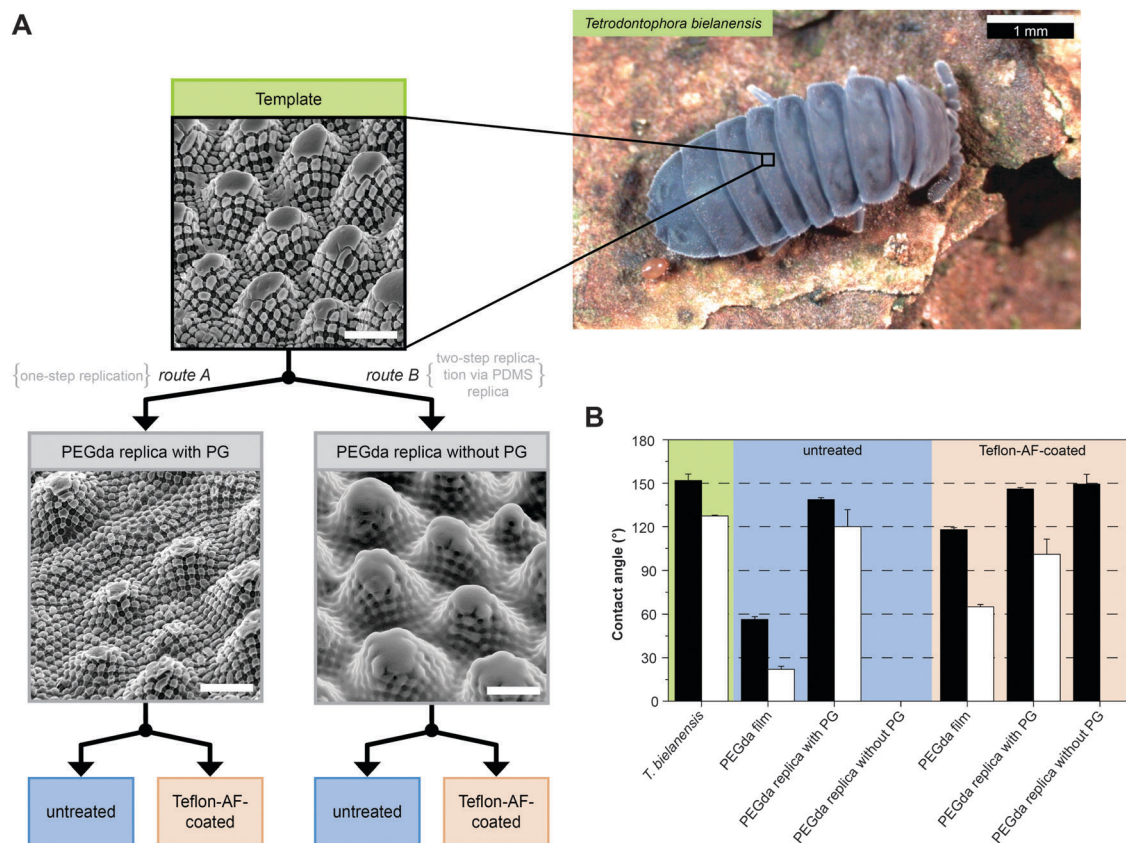 A
Tetrodontophora bielanensis
1 mm
Template
{one-step replication}
route A
route B
{two-step replica-
tion via PDMS
replica}
PEGda replica with PG
PEGda replica without PG
untreated
Teflon-AF-
coated
untreated
Teflon-AF-
coated
B
untreated
Teflon-AF-coated
Contact angle (°)
180
150
120
90
60
30
0
T. bielanensis
PEGda film
PEGda replica with PG
PEGda replica without PG
PEGda film
PEGda replica with PG
PEGda replica without PG